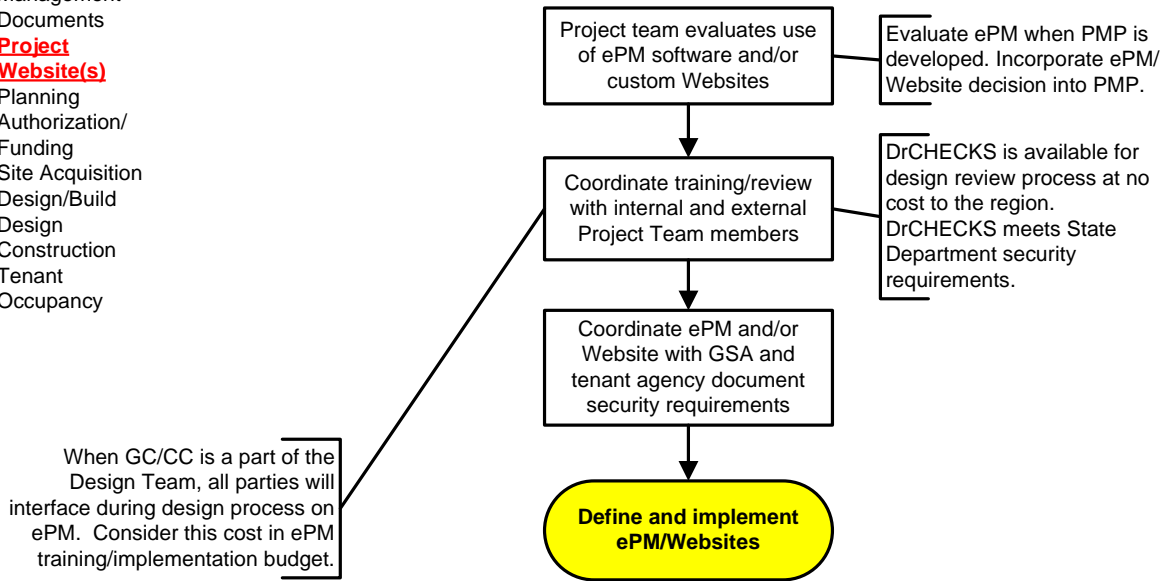 Documents
Project
Website(s)
Planning
Authorization/
Funding
Site Acquisition
Design/Build
Design
Construction
Tenant
Occupancy
Project team evaluates use
of ePM software and/or
custom Websites
Evaluate ePM when PMP is
developed. Incorporate ePM/
Website decision into PMP.
Coordinate training/review
with internal and external
Project Team members
DrCHECKS is available for
design review process at no
cost to the region.
DrCHECKS meets State
Department security
requirements.
Coordinate ePM and/or
Website with GSA and
tenant agency document
security requirements
When GC/CC is a part of the
Design Team, all parties will
interface during design process on
ePM.  Consider this cost in ePM
training/implementation budget.
Define and implement
ePM/Websites